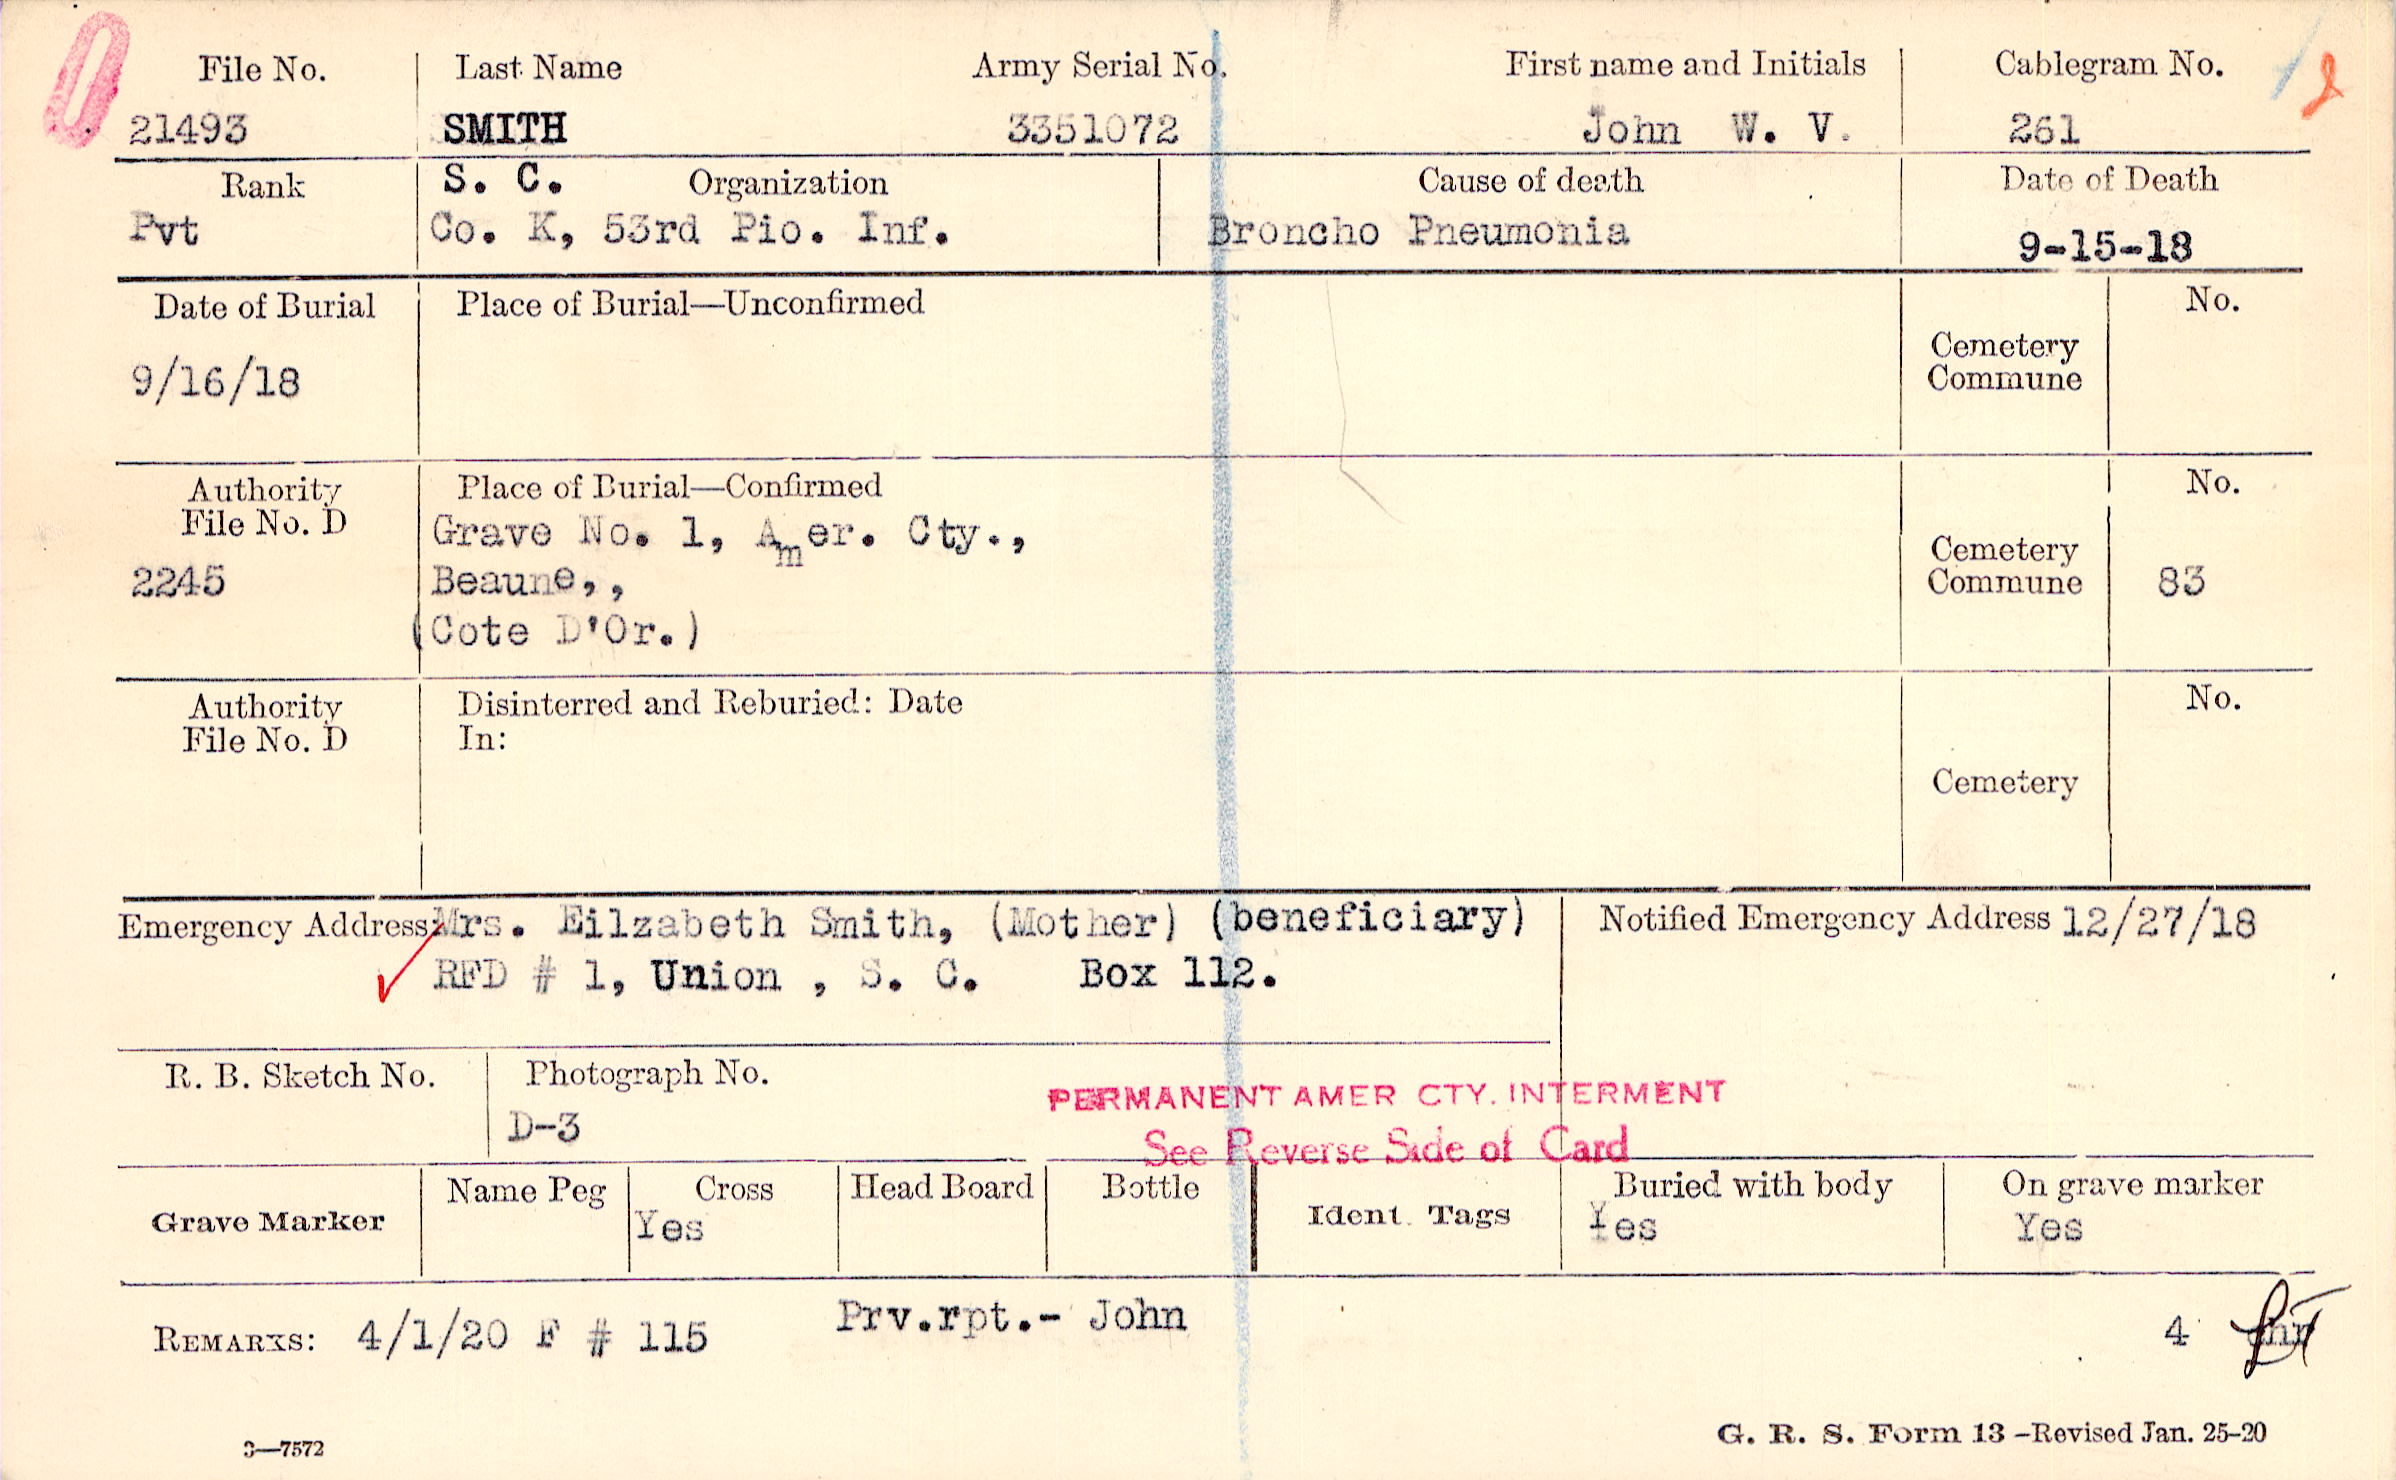 File No. Last Name Army Serial No. First name and Initials Cablegram No.
21493 SMITH 3351072 John W. V. 261
Rank S. C. Organization Cause of death Date of Death
Pvt Co. K, 53rd Pio. Inf. Broncho Pneumonia 9-15-18
Date of Burial Place of Burial—Unconfirmed No.
9/16/18 Cemetery
Commune
Authority Place of Burial—Confirmed No.
File No. D Grave No. 1, Amer. Cty.,
2245 Beaune,, Cemetery
Commune 83
(Cote D'Or.)
Authority Disinterred and Reburied: Date No.
File No. D In:
Cemetery
Emergency Address: Mrs. Eilzabeth Smith, (Mother) (beneficiary) Notified Emergency Address 12/27/18
RFD # 1, Union , S. C. Box 112.
R. B. Sketch No. Photograph No.
D-3
PERMANENT AMER CTY. INTERMENT
See Reverse Side of Card
Grave Marker Name Peg Cross Head Board Bottle Ident. Tags Buried with body On grave marker
Yes Yes Yes
REMARKS: 4/1/20 F # 115 Prv.rpt.- John 4
3—7572 G. R. S. Form 13 –Revised Jan. 25–20